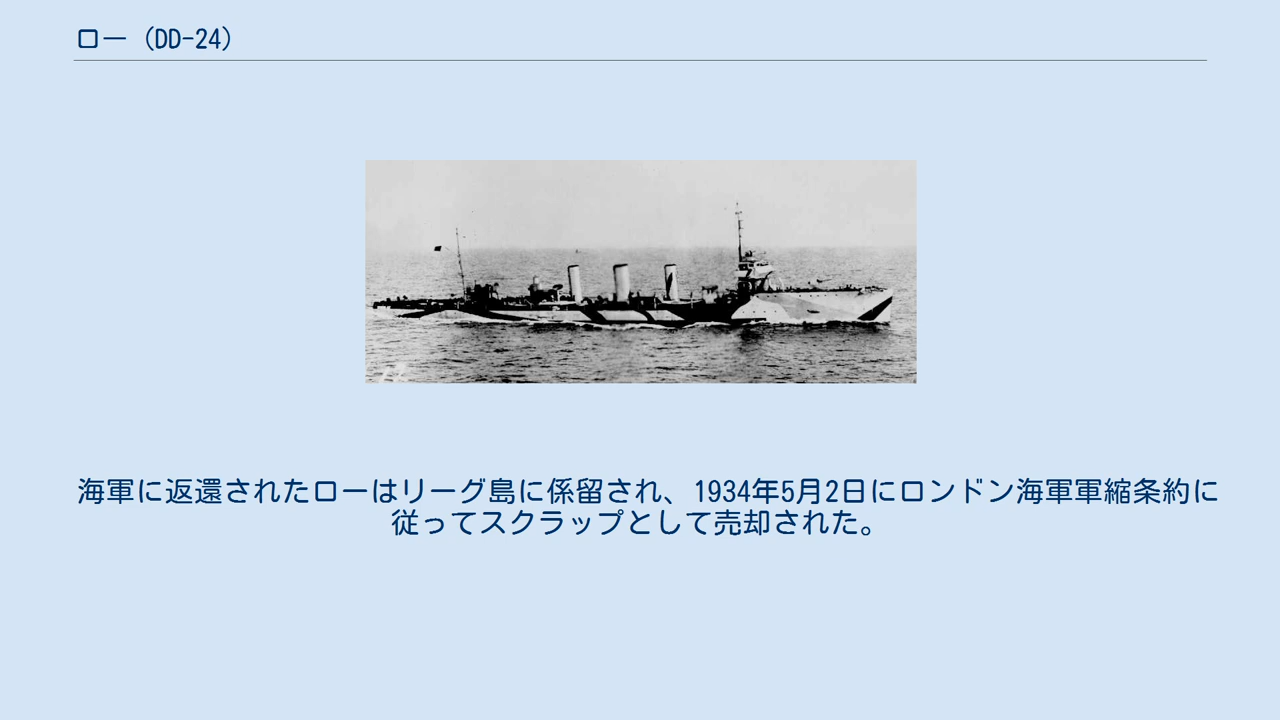 ロー (DD-24)
海軍に返還されたローはリーグ島に係留され、1934年5月2日にロンドン海軍軍縮条約に
従ってスクラップとして売却された。